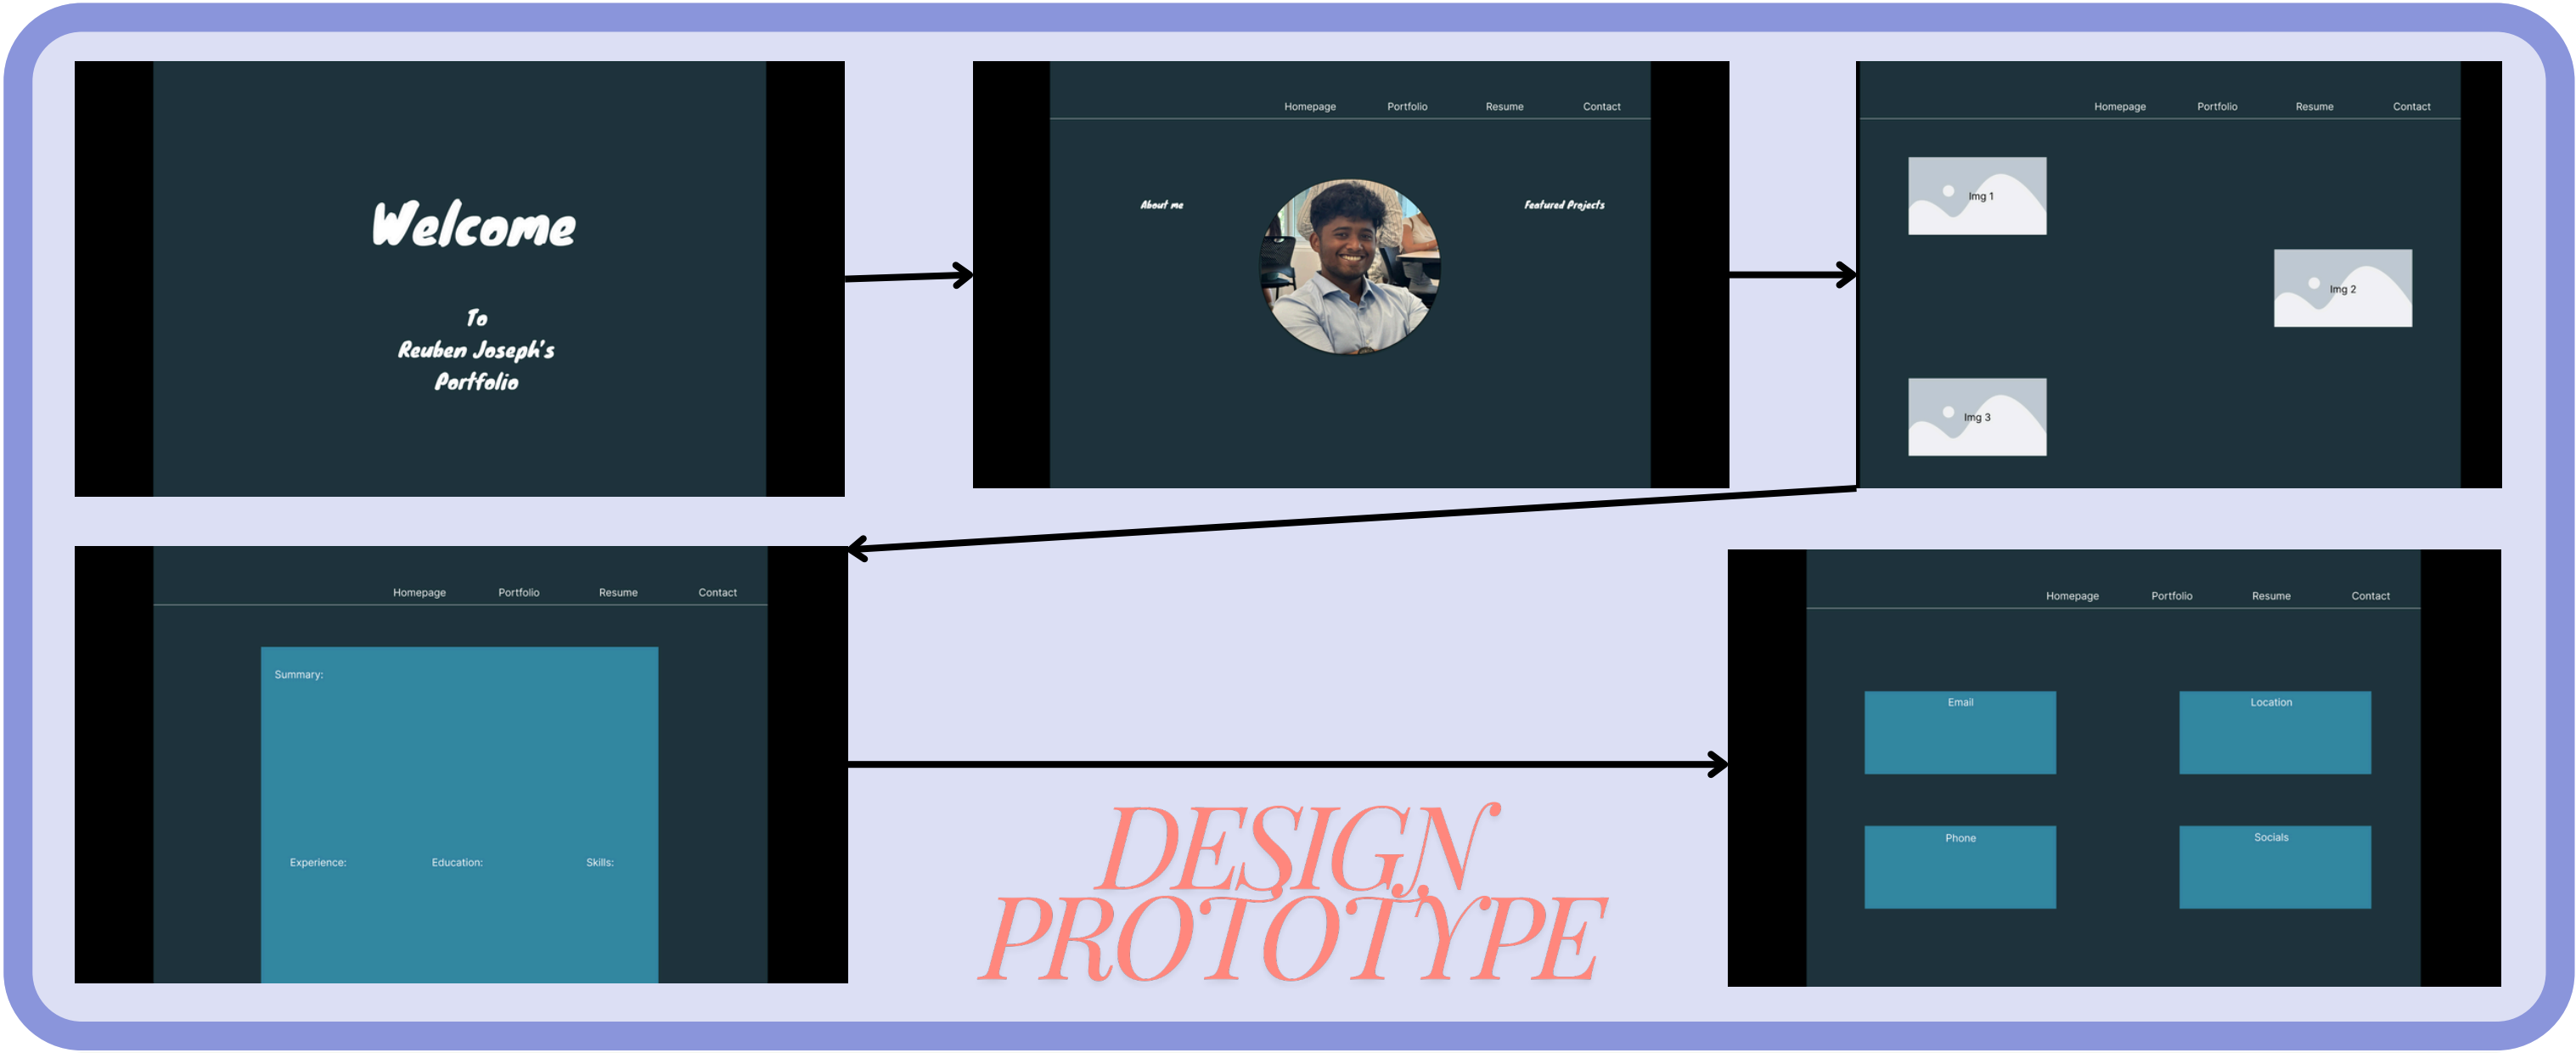 Welcome
To
Reuben Joseph's
Portfolio
Homepage Portfolio Resume Contact
About me
Featured Projects
Homepage Portfolio Resume Contact
Img 1
Img 2
Img 3
Homepage Portfolio Resume Contact
Summary:
Experience: Education: Skills:
Homepage Portfolio Resume Contact
Email Location
Phone Socials
DESIGN
PROTOTYPE